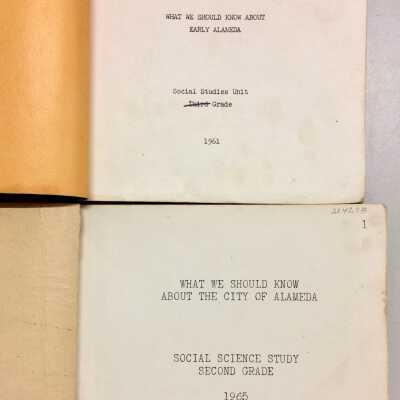 WHAT WE SHOULD KNOW ABOUT
EARLY ALAMEDA
Social Studies Unit
Third Grade
1961
1
WHAT WE SHOULD KNOW
ABOUT THE CITY OF ALAMEDA
SOCIAL SCIENCE STUDY
SECOND GRADE
1965